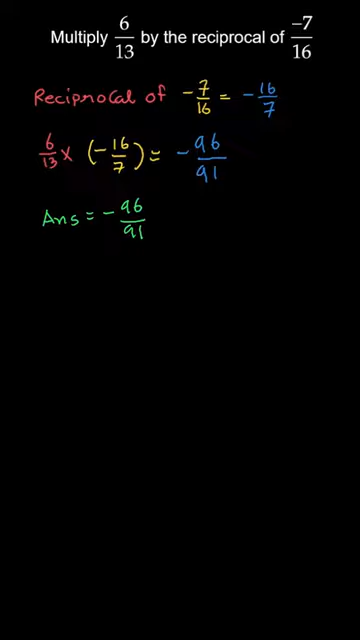 Multiply 6/13 by the reciprocal of −7/16
Reciprocal of -7/16 = -16/7
6/13 × (-16/7) = -96/91
Ans = -96/91